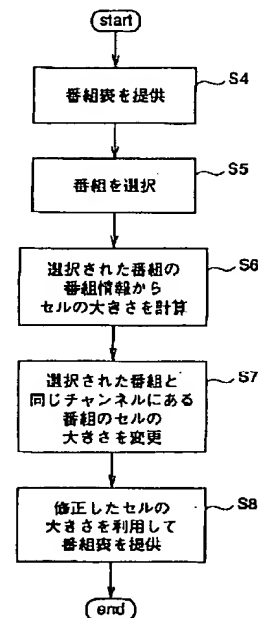 start
番組表を提供
S4
番組を選択
S5
選択された番組の
番組情報から
セルの大きさを計算
S6
選択された番組と
同じチャンネルにある
番組のセルの
大きさを変更
S7
修正したセルの
大きさを利用して
番組表を提供
S8
end